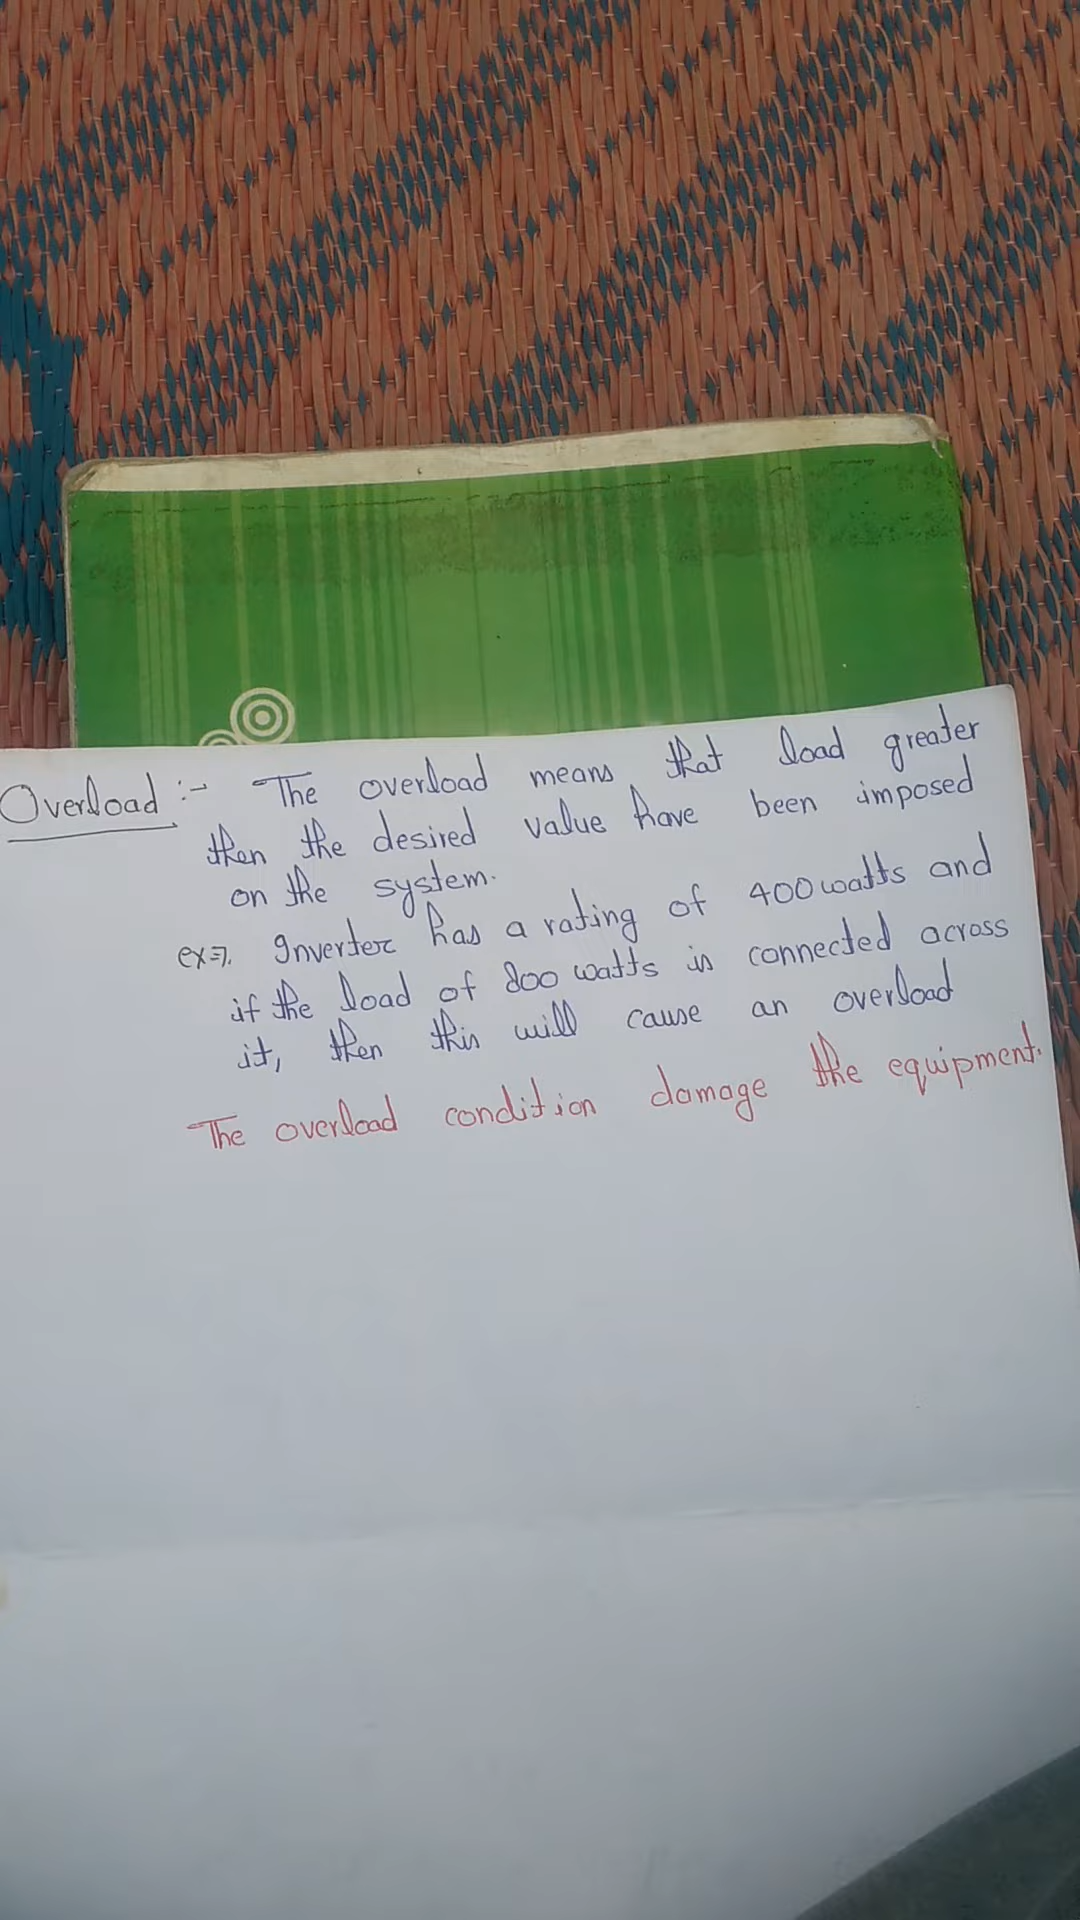 Overload :- The overload means that load greater
then the desired value have been imposed
on the system.
ex⇒. Inverter has a rating of 400 watts and
if the load of 800 watts is connected across
it, then this will cause an overload
The overload condition damage the equipment.